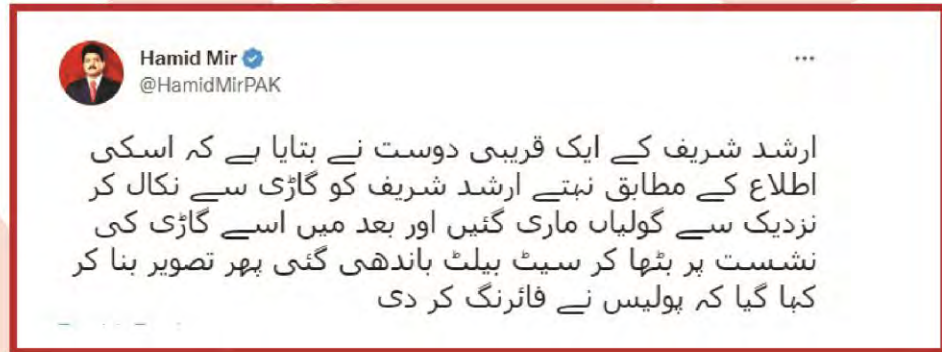 Hamid Mir
@HamidMirPAK
ارشد شریف کے ایک قریبی دوست نے بتایا ہے کہ اسکی
اطلاع کے مطابق نہتے ارشد شریف کو گاڑی سے نکال کر
نزدیک سے گولیاں ماری گئیں اور بعد میں اسے گاڑی کی
نشست پر بٹھا کر سیٹ بیلٹ باندھی گئی پھر تصویر بنا کر
کہا گیا کہ پولیس نے فائرنگ کر دی